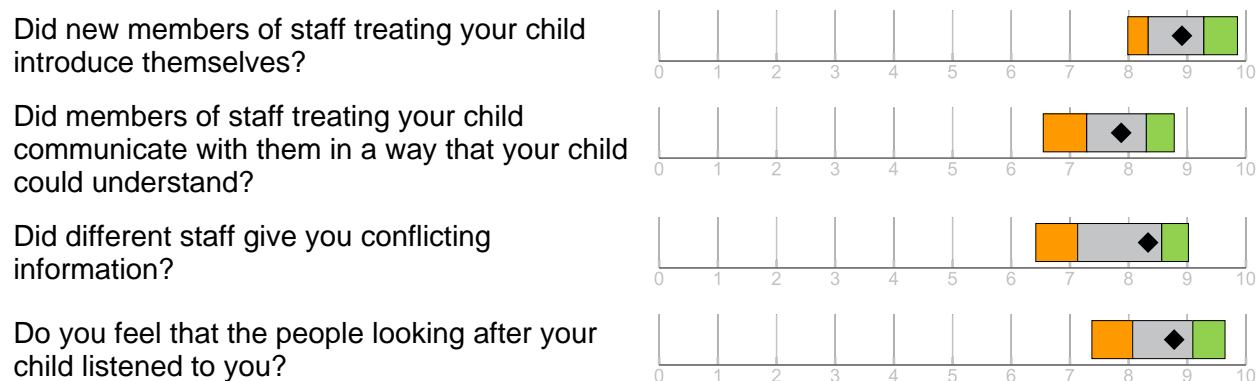 Did new members of staff treating your child
introduce themselves?
0 1 2 3 4 5 6 7 8 9 10
Did members of staff treating your child
communicate with them in a way that your child
could understand?
0 1 2 3 4 5 6 7 8 9 10
Did different staff give you conflicting
information?
0 1 2 3 4 5 6 7 8 9 10
Do you feel that the people looking after your
child listened to you?
0 1 2 3 4 5 6 7 8 9 10